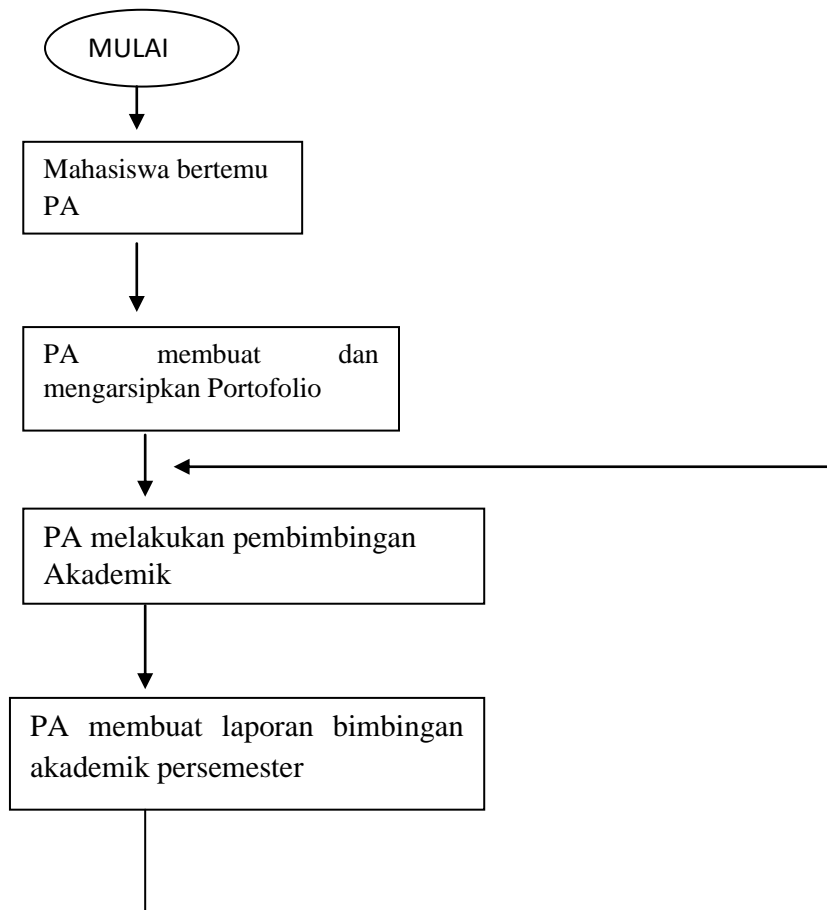 MULAI
Mahasiswa bertemu
PA
PA membuat dan
mengarsipkan Portofolio
PA melakukan pembimbingan
Akademik
PA membuat laporan bimbingan
akademik persemester